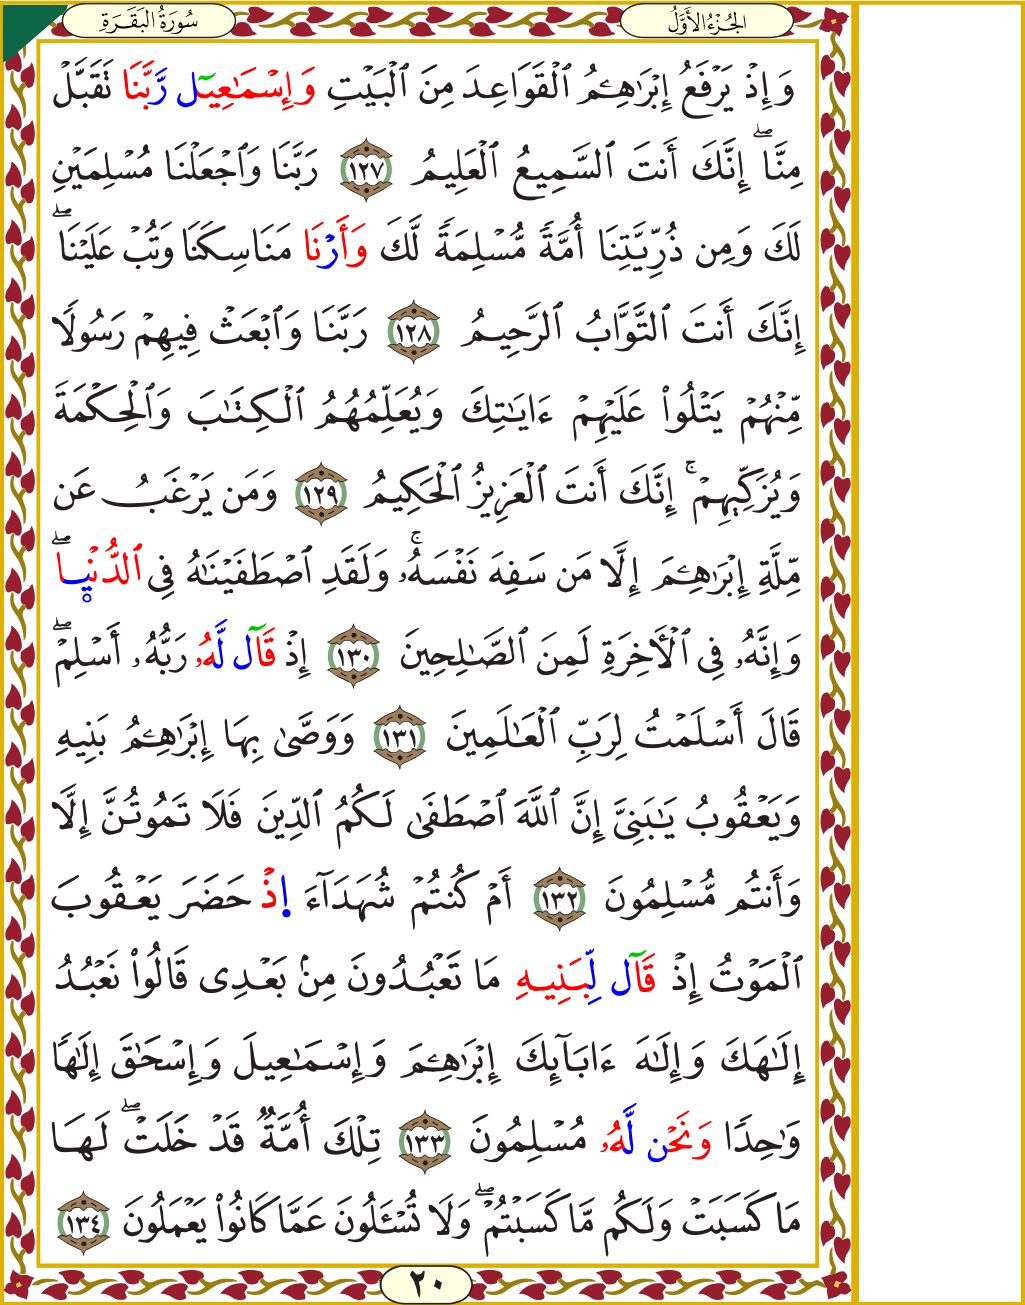 الجُزْءُ الأَوَّلُ
سُورَةُ البَقَرَةِ
وَإِذْ يَرْفَعُ إِبْرَٰهِـۧمُ ٱلْقَوَاعِدَ مِنَ ٱلْبَيْتِ وَإِسْمَـٰعِيٓل رَّبَّنَا تَقَبَّلْ
مِنَّآۖ إِنَّكَ أَنتَ ٱلسَّمِيعُ ٱلْعَلِيمُ ١٢٧ رَبَّنَا وَٱجْعَلْنَا مُسْلِمَيْنِ
لَكَ وَمِن ذُرِّيَّتِنَا أُمَّةً مُّسْلِمَةً لَّكَ وَأَرْنَا مَنَاسِكَنَا وَتُبْ عَلَيْنَاۖ
إِنَّكَ أَنتَ ٱلتَّوَّابُ ٱلرَّحِيمُ ١٢٨ رَبَّنَا وَٱبْعَثْ فِيهِمْ رَسُولًا
مِّنْهُمْ يَتْلُوا۟ عَلَيْهِمْ ءَايَـٰتِكَ وَيُعَلِّمُهُمُ ٱلْكِتَـٰبَ وَٱلْحِكْمَةَ
وَيُزَكِّيهِمْۚ إِنَّكَ أَنتَ ٱلْعَزِيزُ ٱلْحَكِيمُ ١٢٩ وَمَن يَرْغَبُ عَن
مِّلَّةِ إِبْرَٰهِـۧمَ إِلَّا مَن سَفِهَ نَفْسَهُۥۚ وَلَقَدِ ٱصْطَفَيْنَـٰهُ فِى ٱلدُّنْيَاۖ
وَإِنَّهُۥ فِى ٱلْأَخِرَةِ لَمِنَ ٱلصَّـٰلِحِينَ ١٣٠ إِذْ قَآل لَّهُۥ رَبُّهُۥ أَسْلِمْۖ
قَالَ أَسْلَمْتُ لِرَبِّ ٱلْعَـٰلَمِينَ ١٣١ وَوَصَّىٰ بِهَا إِبْرَٰهِـۧمُ بَنِيهِ
وَيَعْقُوبُ يَـٰبَنِىَّ إِنَّ ٱللَّهَ ٱصْطَفَىٰ لَكُمُ ٱلدِّينَ فَلَا تَمُوتُنَّ إِلَّا
وَأَنتُم مُّسْلِمُونَ ١٣٢ أَمْ كُنتُمْ شُهَدَآءَ إِذْ حَضَرَ يَعْقُوبَ
ٱلْمَوْتُ إِذْ قَآل لِّبَنِيهِ مَا تَعْبُدُونَ مِنۢ بَعْدِى قَالُوا۟ نَعْبُدُ
إِلَـٰهَكَ وَإِلَـٰهَ ءَابَآئِكَ إِبْرَٰهِـۧمَ وَإِسْمَـٰعِيلَ وَإِسْحَـٰقَ إِلَـٰهًا
وَٰحِدًا وَنَحْن لَّهُۥ مُسْلِمُونَ ١٣٣ تِلْكَ أُمَّةٌ قَدْ خَلَتْۖ لَهَا
مَا كَسَبَتْ وَلَكُم مَّا كَسَبْتُمْۖ وَلَا تُسْـَٔلُونَ عَمَّا كَانُوا۟ يَعْمَلُونَ ١٣٤
٢٠